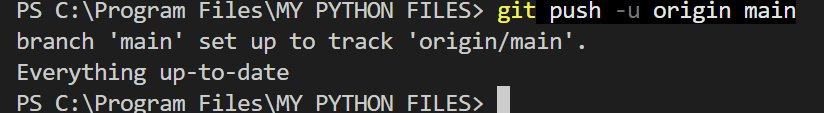 PS C:\Program Files\MY PYTHON FILES> git push -u origin main
branch 'main' set up to track 'origin/main'.
Everything up-to-date
PS C:\Program Files\MY PYTHON FILES>